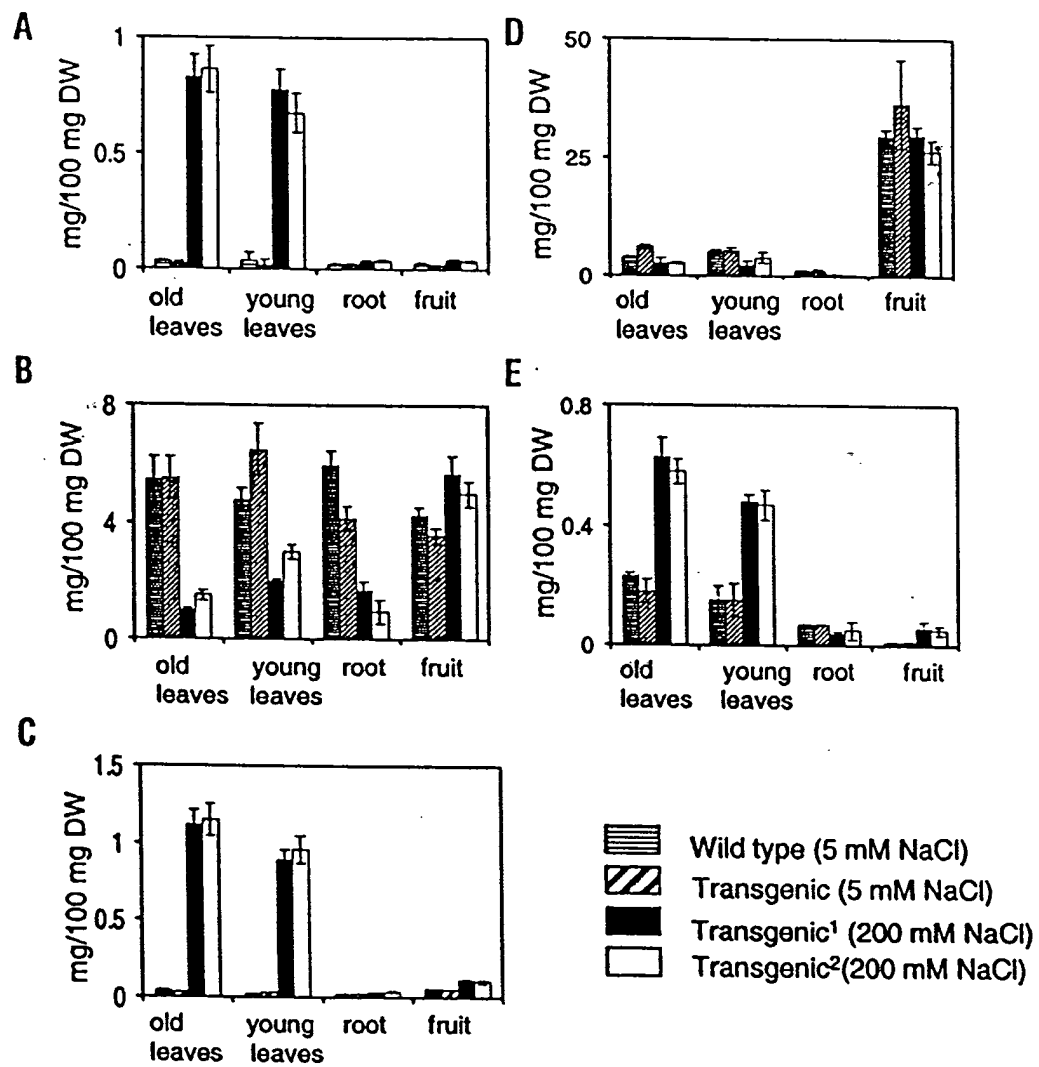 A
mg/100 mg DW
1
0.5
0
old leaves
young leaves
root
fruit
B
mg/100 mg DW
8
4
0
old leaves
young leaves
root
fruit
C
mg/100 mg DW
1.5
1
0.5
0
old leaves
young leaves
root
fruit
D
mg/100 mg DW
50
25
0
old leaves
young leaves
root
fruit
E
mg/100 mg DW
0.8
0.4
0
old leaves
young leaves
root
fruit
Wild type (5 mM NaCl)
Transgenic (5 mM NaCl)
Transgenic¹ (200 mM NaCl)
Transgenic²(200 mM NaCl)